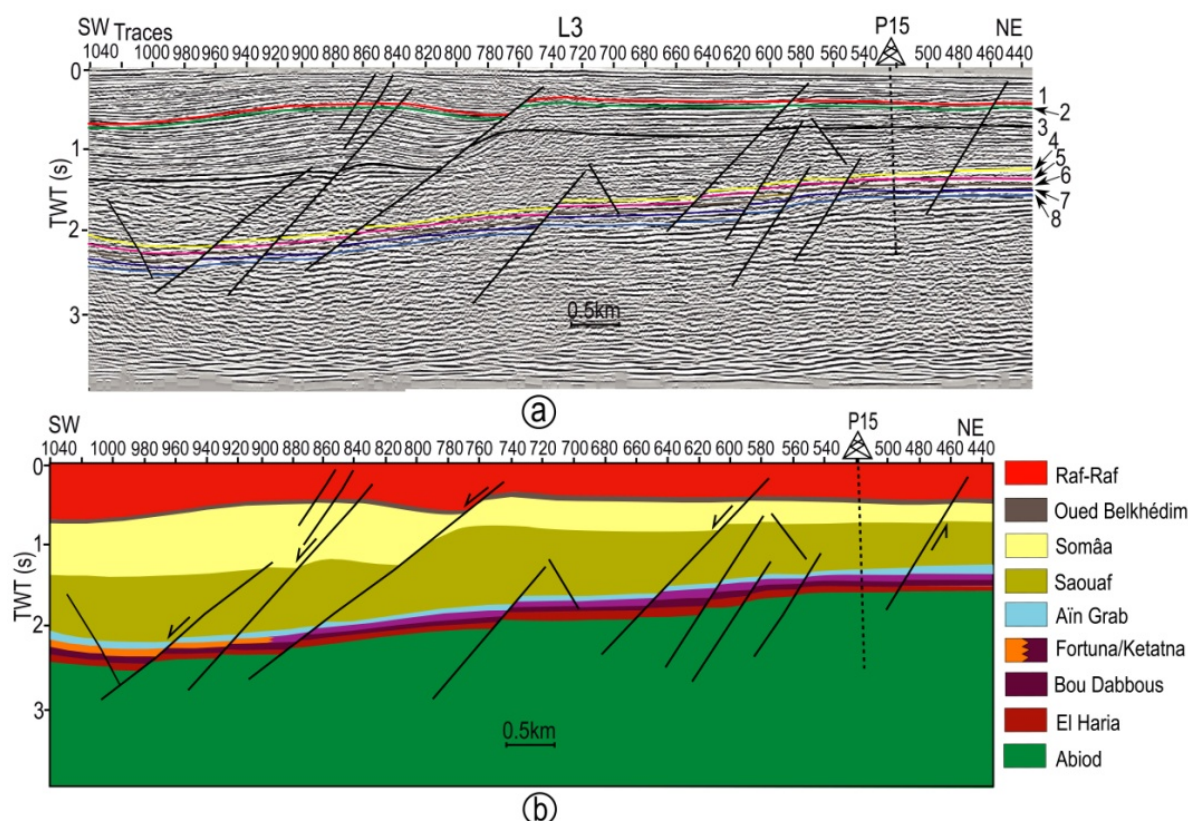 SW Traces L3 P15 NE
1040 1000 980 960 940 920 900 880 860 840 820 800 780 760 740 720 700 680 660 640 620 600 580 560 540 500 480 460 440
0
1
2
3
TWT (s)
1
2
3
4
5
6
7
8
0.5km
a
SW P15 NE
1040 1000 980 960 940 920 900 880 860 840 820 800 780 760 740 720 700 680 660 640 620 600 580 560 540 500 480 460 440
0
1
2
3
TWT (s)
0.5km
b
Raf-Raf
Oued Belkhédim
Somâa
Saouaf
Aïn Grab
Fortuna/Ketatna
Bou Dabbous
El Haria
Abiod